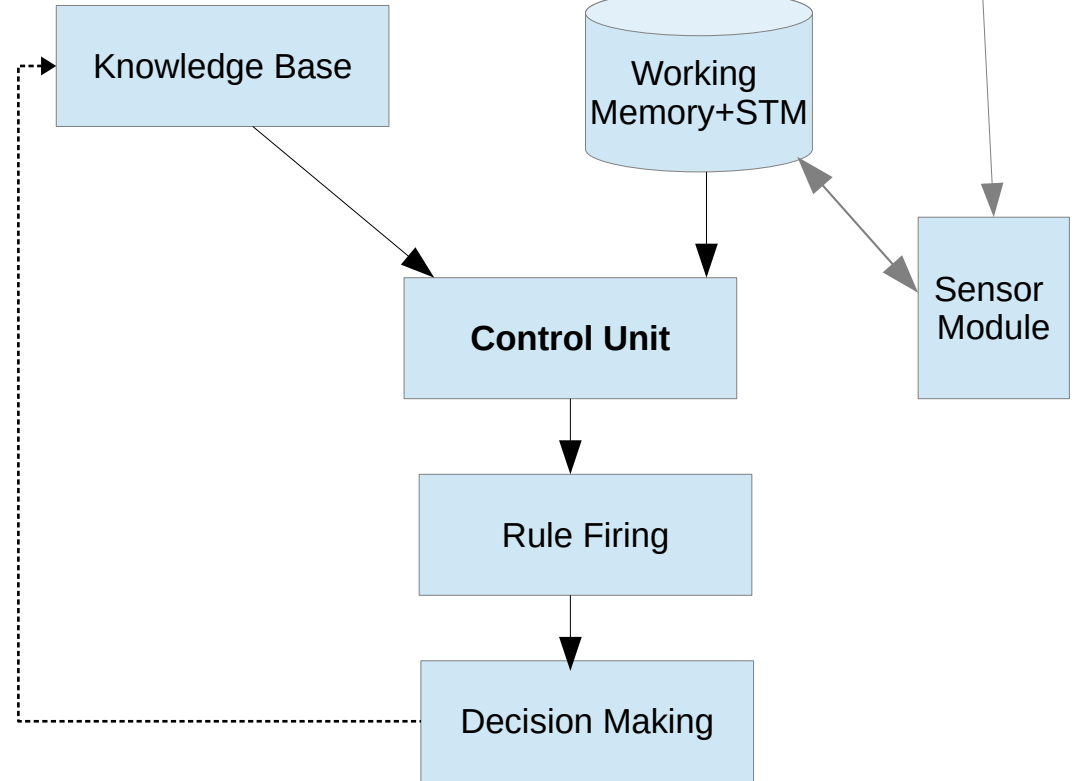 Knowledge Base
Working
Memory+STM
Sensor
Module
Control Unit
Rule Firing
Decision Making